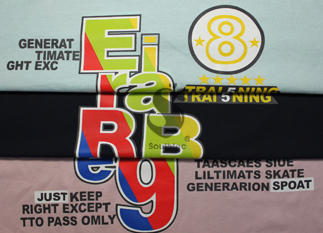 GENERAT
TIMATE
GHT EXC
8
TRAI5NING
Ei
ra
RB
eg
®
TAASCAES SIUE
LILTIMATS SKATE
GENERARION SPOAT
JUST KEEP
RIGHT EXCEPT
TTO PASS OMLY